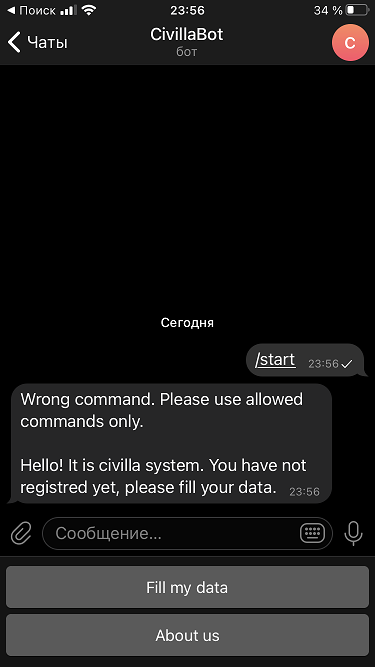 Поиск 23:56 34 %
Чаты CivillaBot C
бот
Сегодня
/start 23:56
Wrong command. Please use allowed
commands only.
Hello! It is civilla system. You have not
registred yet, please fill your data. 23:56
Сообщение...
Fill my data
About us